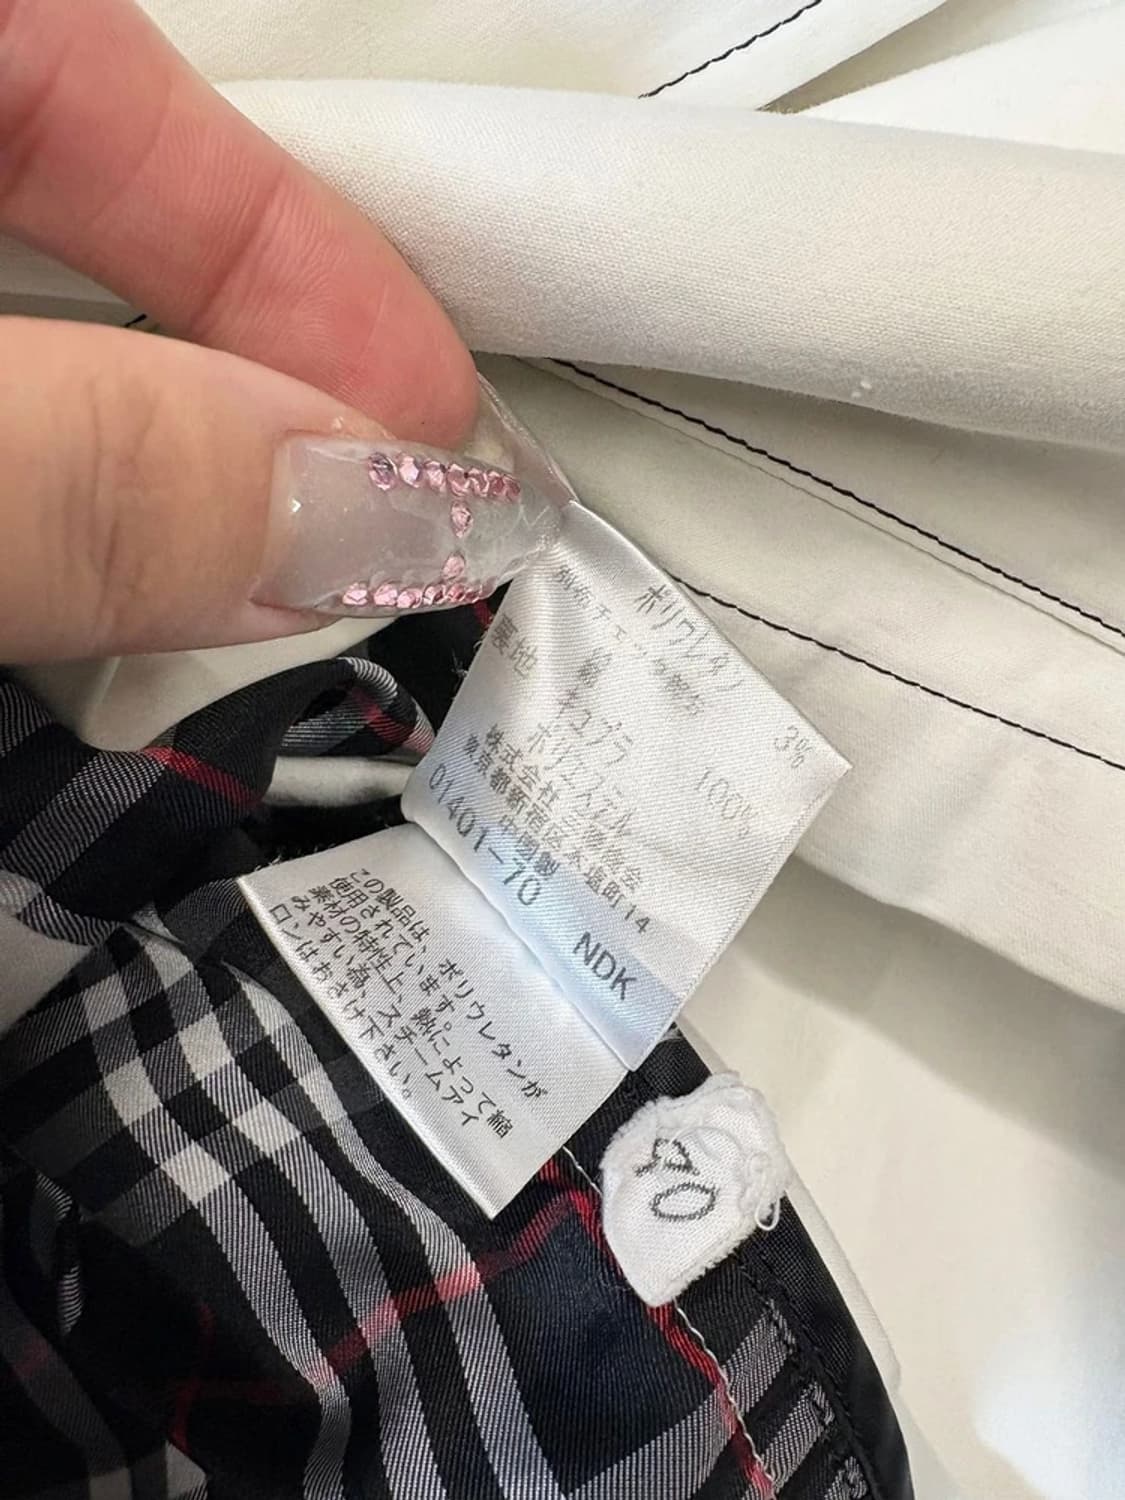 ポリウレタン 3%
別布チェック部分
綿 100%
裏地
キュプラ
ポリエステル
株式会社三陽商会
東京都新宿区大塩町14
中国製
01401-70 NDK
この製品は、ポリウレタンが
使用されています。熱によって縮
素材の特性上、スチームアイ
みやすい為、
ロンはおさけ下さい。